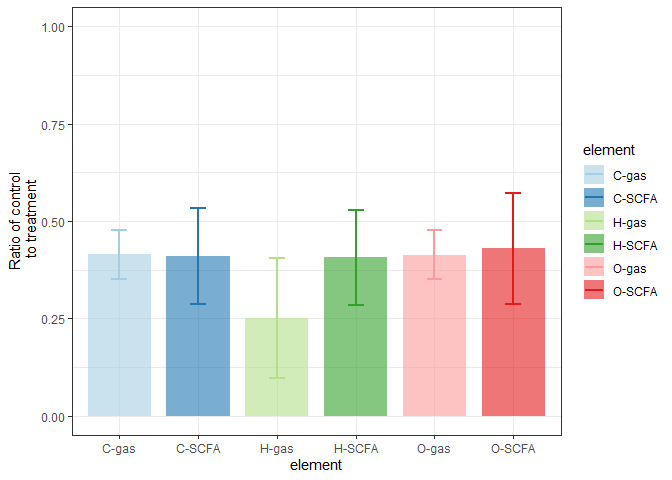 Ratio of control
to treatment
1.00
0.75
0.50
0.25
0.00
C-gas
C-SCFA
H-gas
H-SCFA
O-gas
O-SCFA
element
element
C-gas
C-SCFA
H-gas
H-SCFA
O-gas
O-SCFA